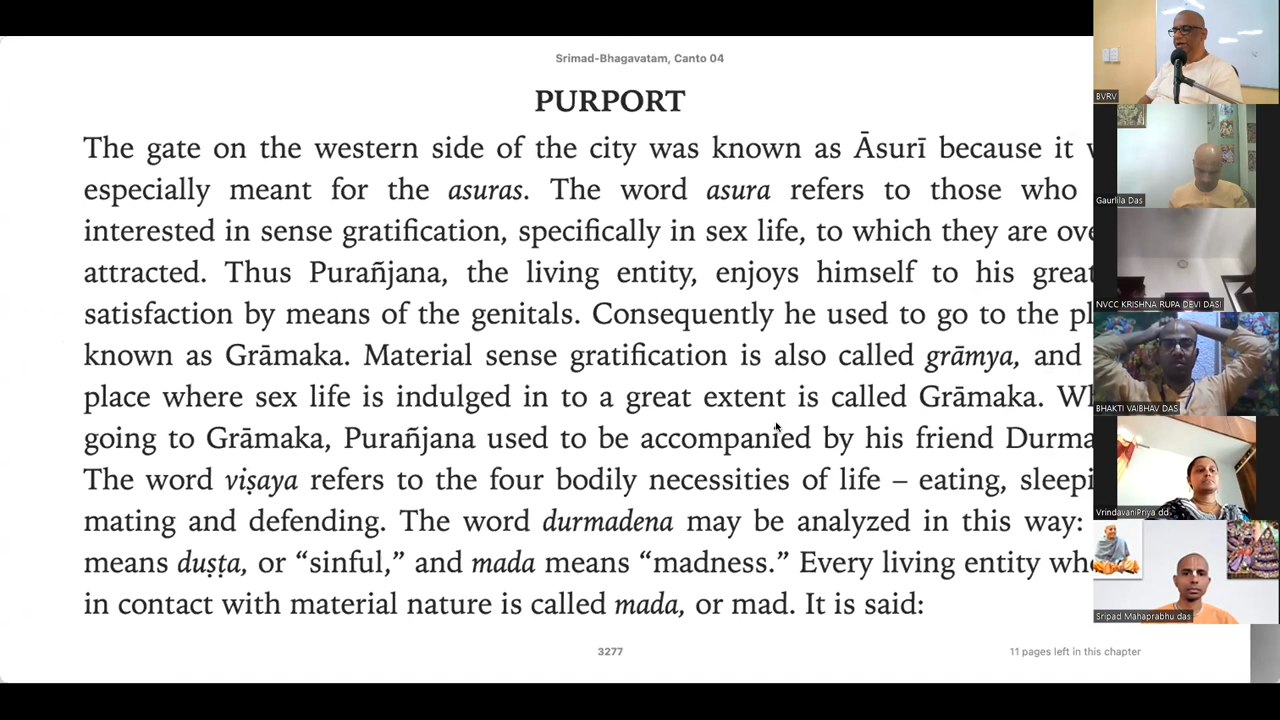 Srimad-Bhagavatam, Canto 04
PURPORT
The gate on the western side of the city was known as Āsurī because it
especially meant for the asuras. The word asura refers to those who
interested in sense gratification, specifically in sex life, to which they are
attracted. Thus Purañjana, the living entity, enjoys himself to his
satisfaction by means of the genitals. Consequently he used to go to the
known as Grāmaka. Material sense gratification is also called grāmya, and
place where sex life is indulged in to a great extent is called Grāmaka.
going to Grāmaka, Purañjana used to be accompanied by his friend
The word viṣaya refers to the four bodily necessities of life – eating,
mating and defending. The word durmadena may be analyzed in this way:
means duṣṭa, or “sinful,” and mada means “madness.” Every living entity
in contact with material nature is called mada, or mad. It is said:
3277
11 pages left in this chapter
BVRV
Gaurlila Das
NVCC KRISHNA RUPA DEVI DASI
BHAKTI VAIBHAV DAS
VrindavaniPriya dd
Sripad Mahaprabhu das